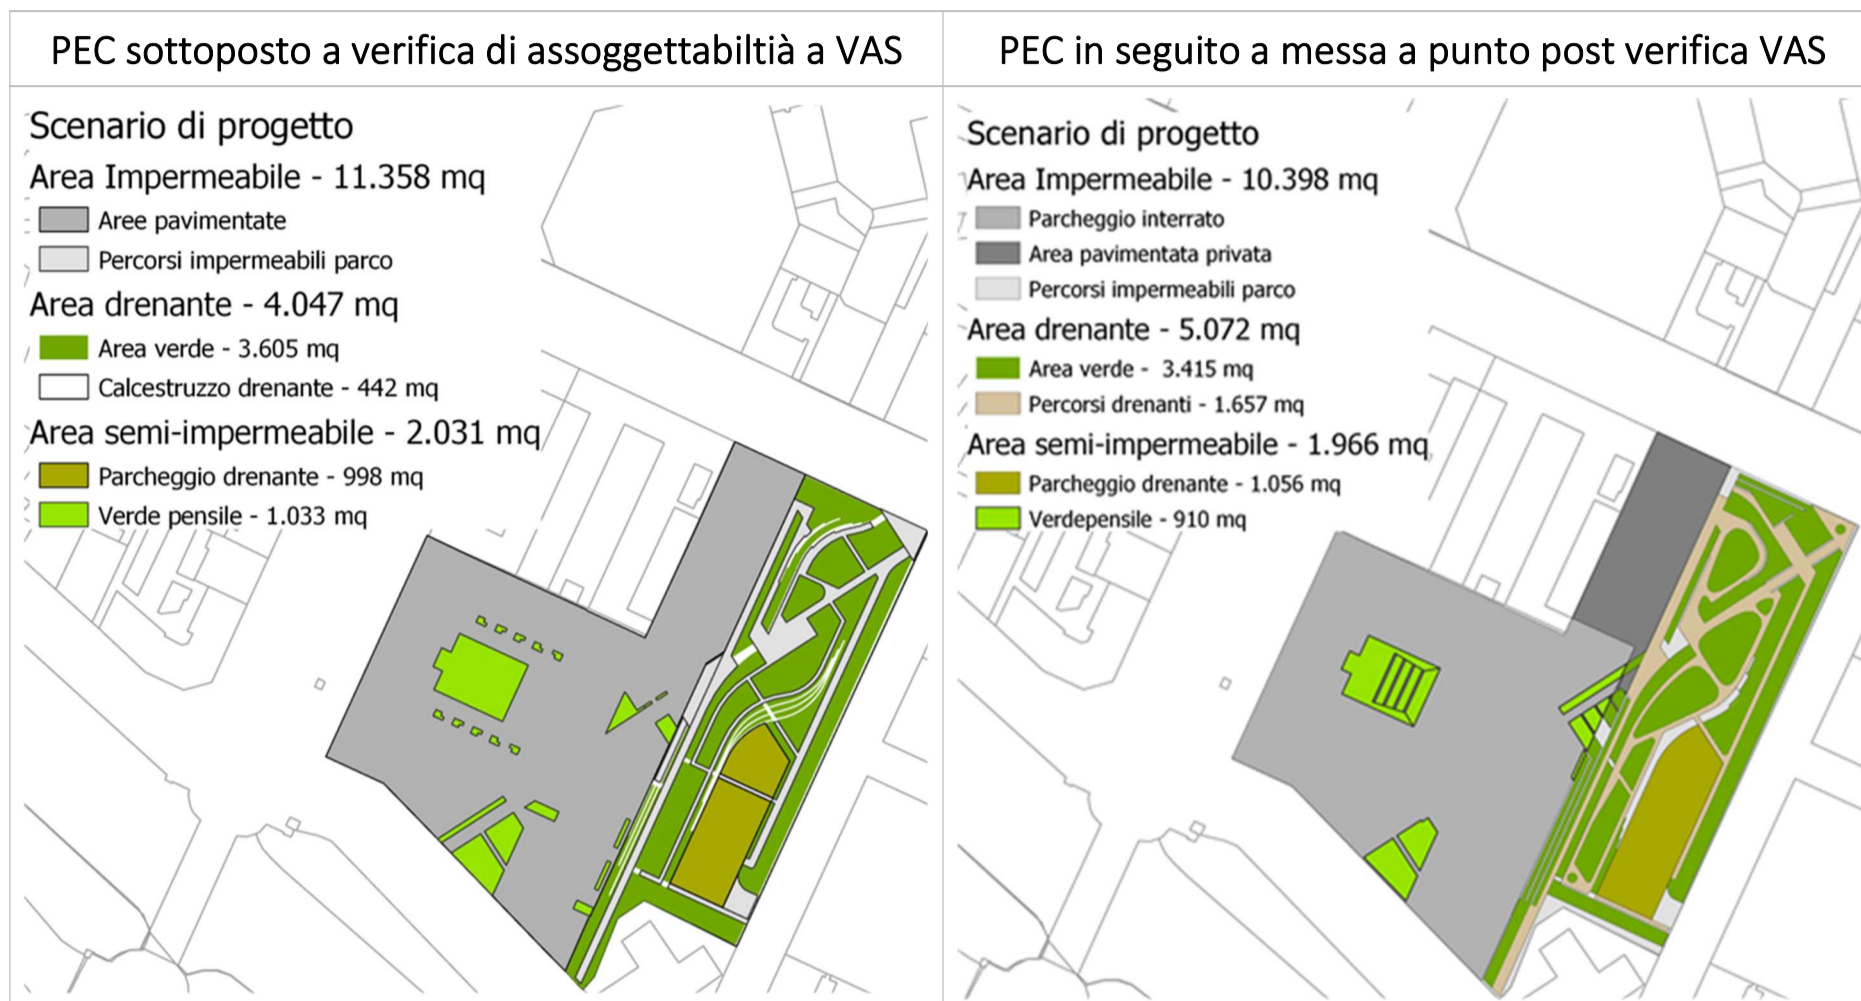 PEC sottoposto a verifica di assoggettabiltià a VAS
Scenario di progetto
Area Impermeabile - 11.358 mq
Aree pavimentate
Percorsi impermeabili parco
Area drenante - 4.047 mq
Area verde - 3.605 mq
Calcestruzzo drenante - 442 mq
Area semi-impermeabile - 2.031 mq
Parcheggio drenante - 998 mq
Verde pensile - 1.033 mq
PEC in seguito a messa a punto post verifica VAS
Scenario di progetto
Area Impermeabile - 10.398 mq
Parcheggio interrato
Area pavimentata privata
Percorsi impermeabili parco
Area drenante - 5.072 mq
Area verde - 3.415 mq
Percorsi drenanti - 1.657 mq
Area semi-impermeabile - 1.966 mq
Parcheggio drenante - 1.056 mq
Verdepensile - 910 mq